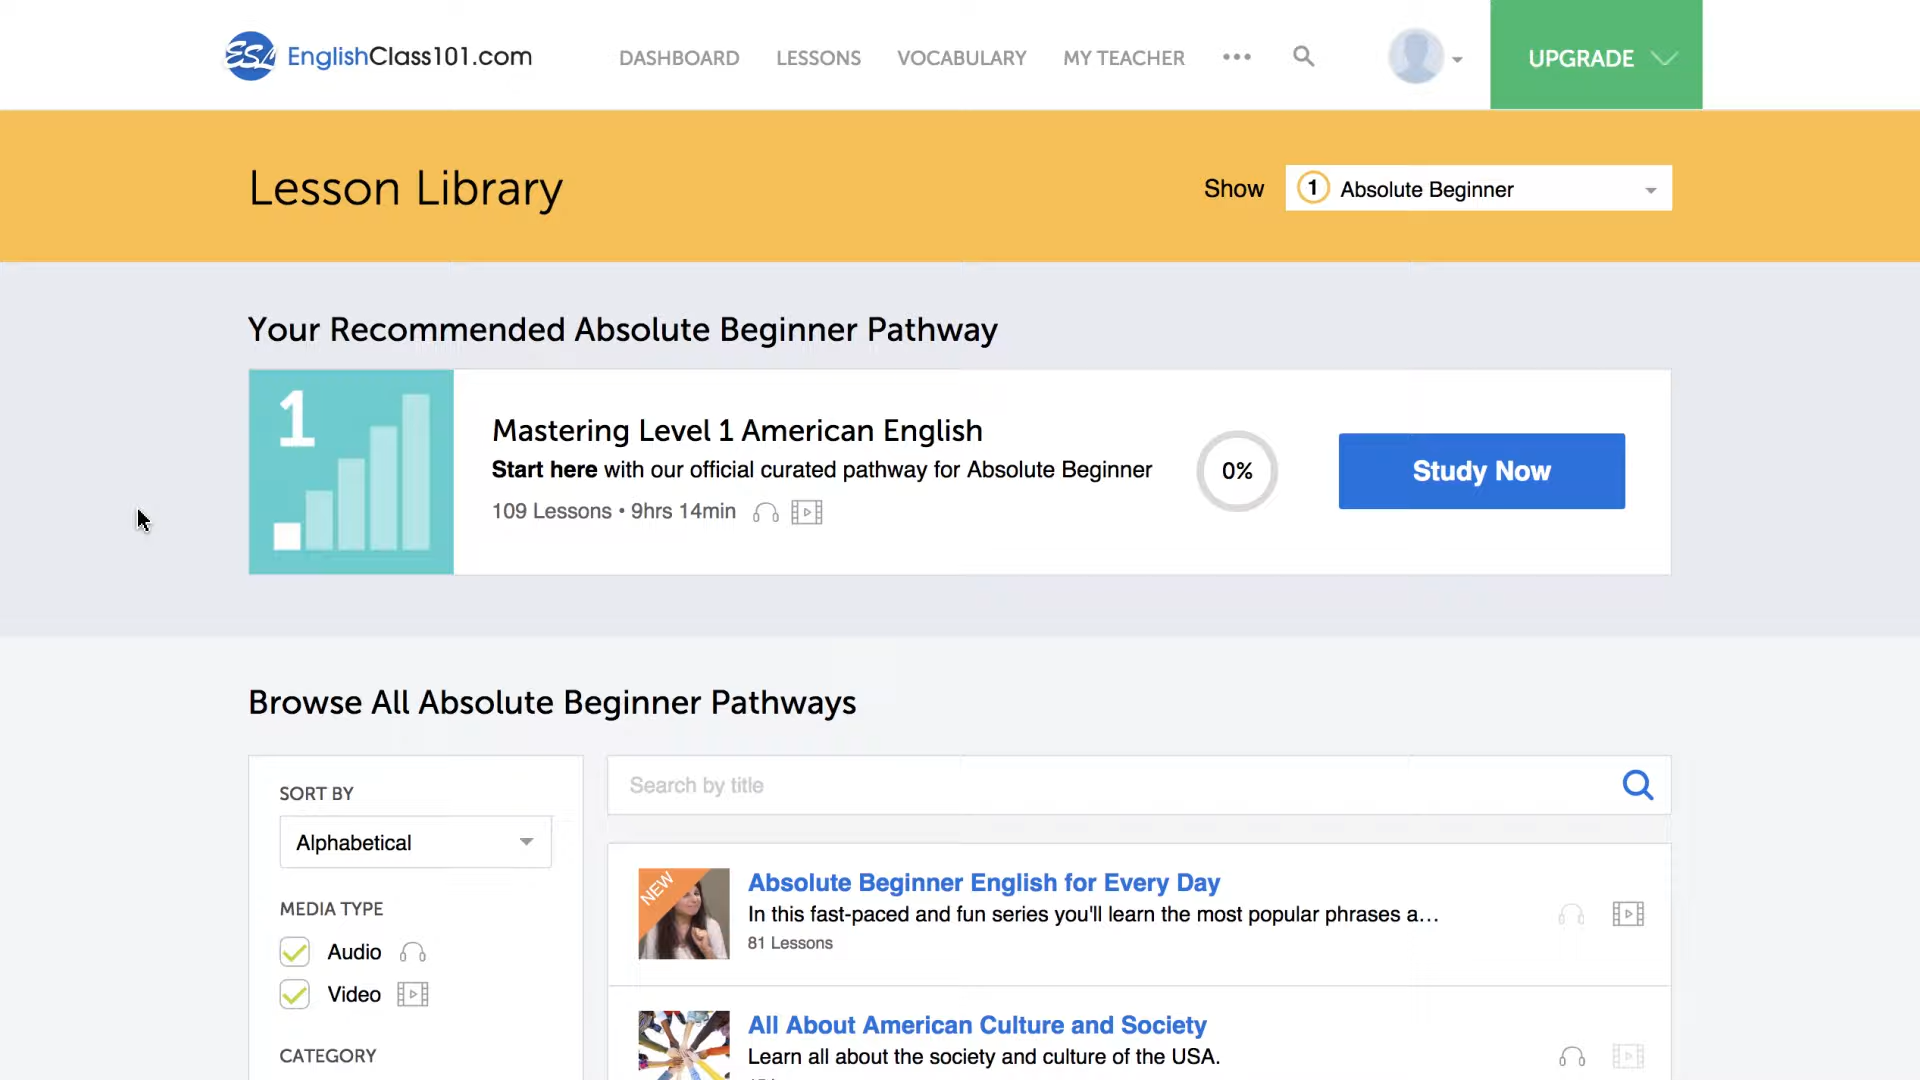 ESL EnglishClass101.com
DASHBOARD LESSONS VOCABULARY MY TEACHER
UPGRADE
Lesson Library
Show 1 Absolute Beginner
Your Recommended Absolute Beginner Pathway
1
Mastering Level 1 American English
Start here with our official curated pathway for Absolute Beginner
109 Lessons • 9hrs 14min
0%
Study Now
Browse All Absolute Beginner Pathways
SORT BY
Alphabetical
MEDIA TYPE
Audio
Video
CATEGORY
Search by title
NEW
Absolute Beginner English for Every Day
In this fast-paced and fun series you'll learn the most popular phrases a...
81 Lessons
All About American Culture and Society
Learn all about the society and culture of the USA.